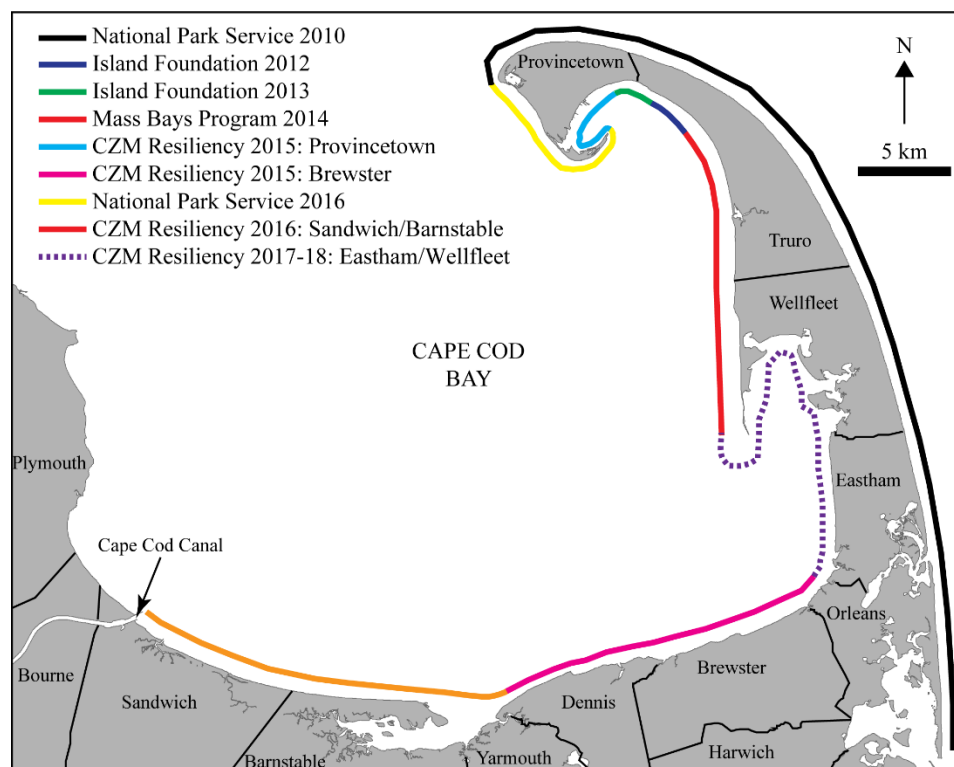 National Park Service 2010
Island Foundation 2012
Island Foundation 2013
Mass Bays Program 2014
CZM Resiliency 2015: Provincetown
CZM Resiliency 2015: Brewster
National Park Service 2016
CZM Resiliency 2016: Sandwich/Barnstable
CZM Resiliency 2017-18: Eastham/Wellfleet
Provincetown
N
5 km
Truro
Wellfleet
CAPE COD
BAY
Plymouth
Eastham
Cape Cod Canal
Orleans
Bourne
Brewster
Sandwich
Dennis
Barnstable
Yarmouth
Harwich